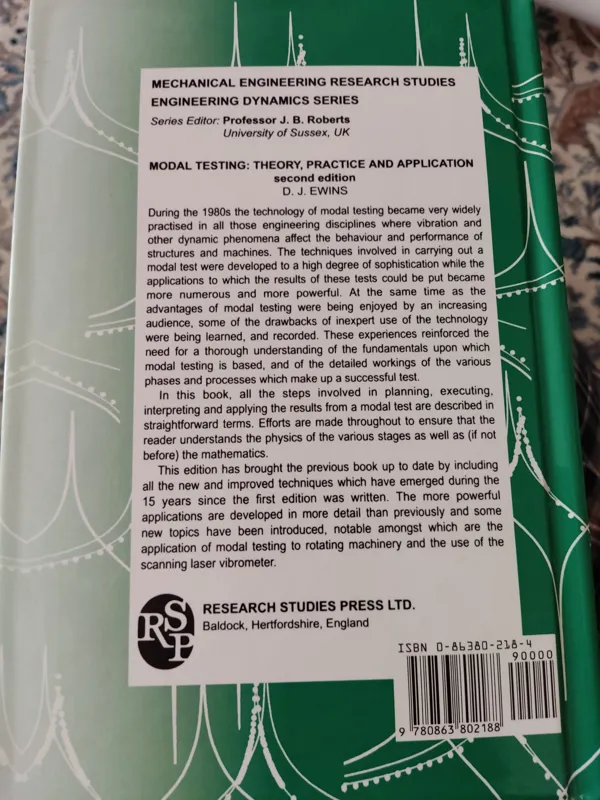 MECHANICAL ENGINEERING RESEARCH STUDIES
ENGINEERING DYNAMICS SERIES
Series Editor: Professor J. B. Roberts
University of Sussex, UK
MODAL TESTING: THEORY, PRACTICE AND APPLICATION
second edition
D. J. EWINS
During the 1980s the technology of modal testing became very widely
practised in all those engineering disciplines where vibration and
other dynamic phenomena affect the behaviour and performance of
structures and machines. The techniques involved in carrying out a
modal test were developed to a high degree of sophistication while the
applications to which the results of these tests could be put became
more numerous and more powerful. At the same time as the
advantages of modal testing were being enjoyed by an increasing
audience, some of the drawbacks of inexpert use of the technology
were being learned, and recorded. These experiences reinforced the
need for a thorough understanding of the fundamentals upon which
modal testing is based, and of the detailed workings of the various
phases and processes which make up a successful test.
In this book, all the steps involved in planning, executing,
interpreting and applying the results from a modal test are described in
straightforward terms. Efforts are made throughout to ensure that the
reader understands the physics of the various stages as well as (if not
before) the mathematics.
This edition has brought the previous book up to date by including
all the new and improved techniques which have emerged during the
15 years since the first edition was written. The more powerful
applications are developed in more detail than previously and some
new topics have been introduced, notable amongst which are the
application of modal testing to rotating machinery and the use of the
scanning laser vibrometer.
RSP
RESEARCH STUDIES PRESS LTD.
Baldock, Hertfordshire, England
ISBN 0-86380-218-4
90000
9 780863 802188